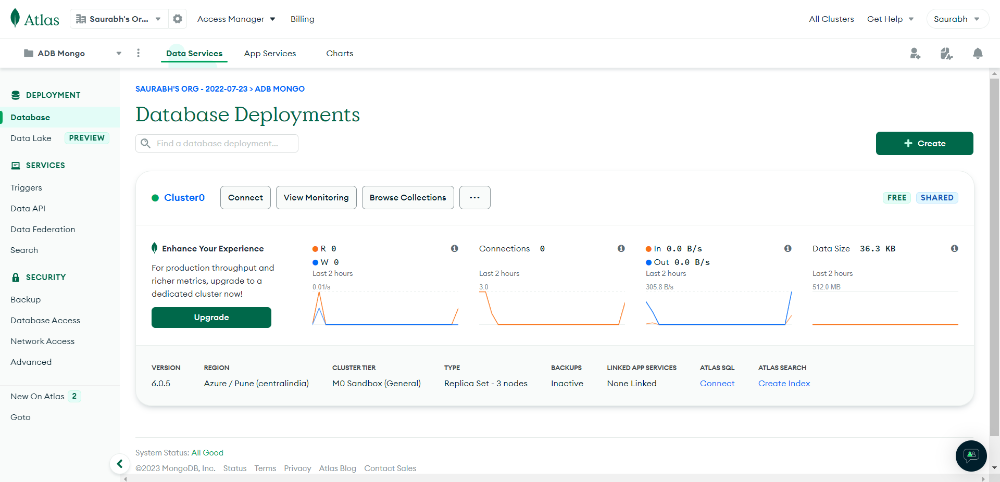 Atlas
Saurabh's Or...
Access Manager
Billing
All Clusters
Get Help
Saurabh
ADB Mongo
Data Services
App Services
Charts
DEPLOYMENT
Database
Data Lake
PREVIEW
SERVICES
Triggers
Data API
Data Federation
Search
SECURITY
Backup
Database Access
Network Access
Advanced
New On Atlas 2
Goto
SAURABH'S ORG - 2022-07-23 > ADB MONGO
Database Deployments
Find a database deployment...
+ Create
Cluster0
Connect
View Monitoring
Browse Collections
...
FREE
SHARED
Enhance Your Experience
For production throughput and
richer metrics, upgrade to a
dedicated cluster now!
Upgrade
R 0
W 0
Last 2 hours
0.01/s
Connections 0
Last 2 hours
3.0
In 0.0 B/s
Out 0.0 B/s
Last 2 hours
305.8 B/s
Data Size 36.3 KB
Last 2 hours
512.0 MB
VERSION
6.0.5
REGION
Azure / Pune (centralindia)
CLUSTER TIER
M0 Sandbox (General)
TYPE
Replica Set - 3 nodes
BACKUPS
Inactive
LINKED APP SERVICES
None Linked
ATLAS SQL
Connect
ATLAS SEARCH
Create Index
System Status: All Good
©2023 MongoDB, Inc. Status Terms Privacy Atlas Blog Contact Sales